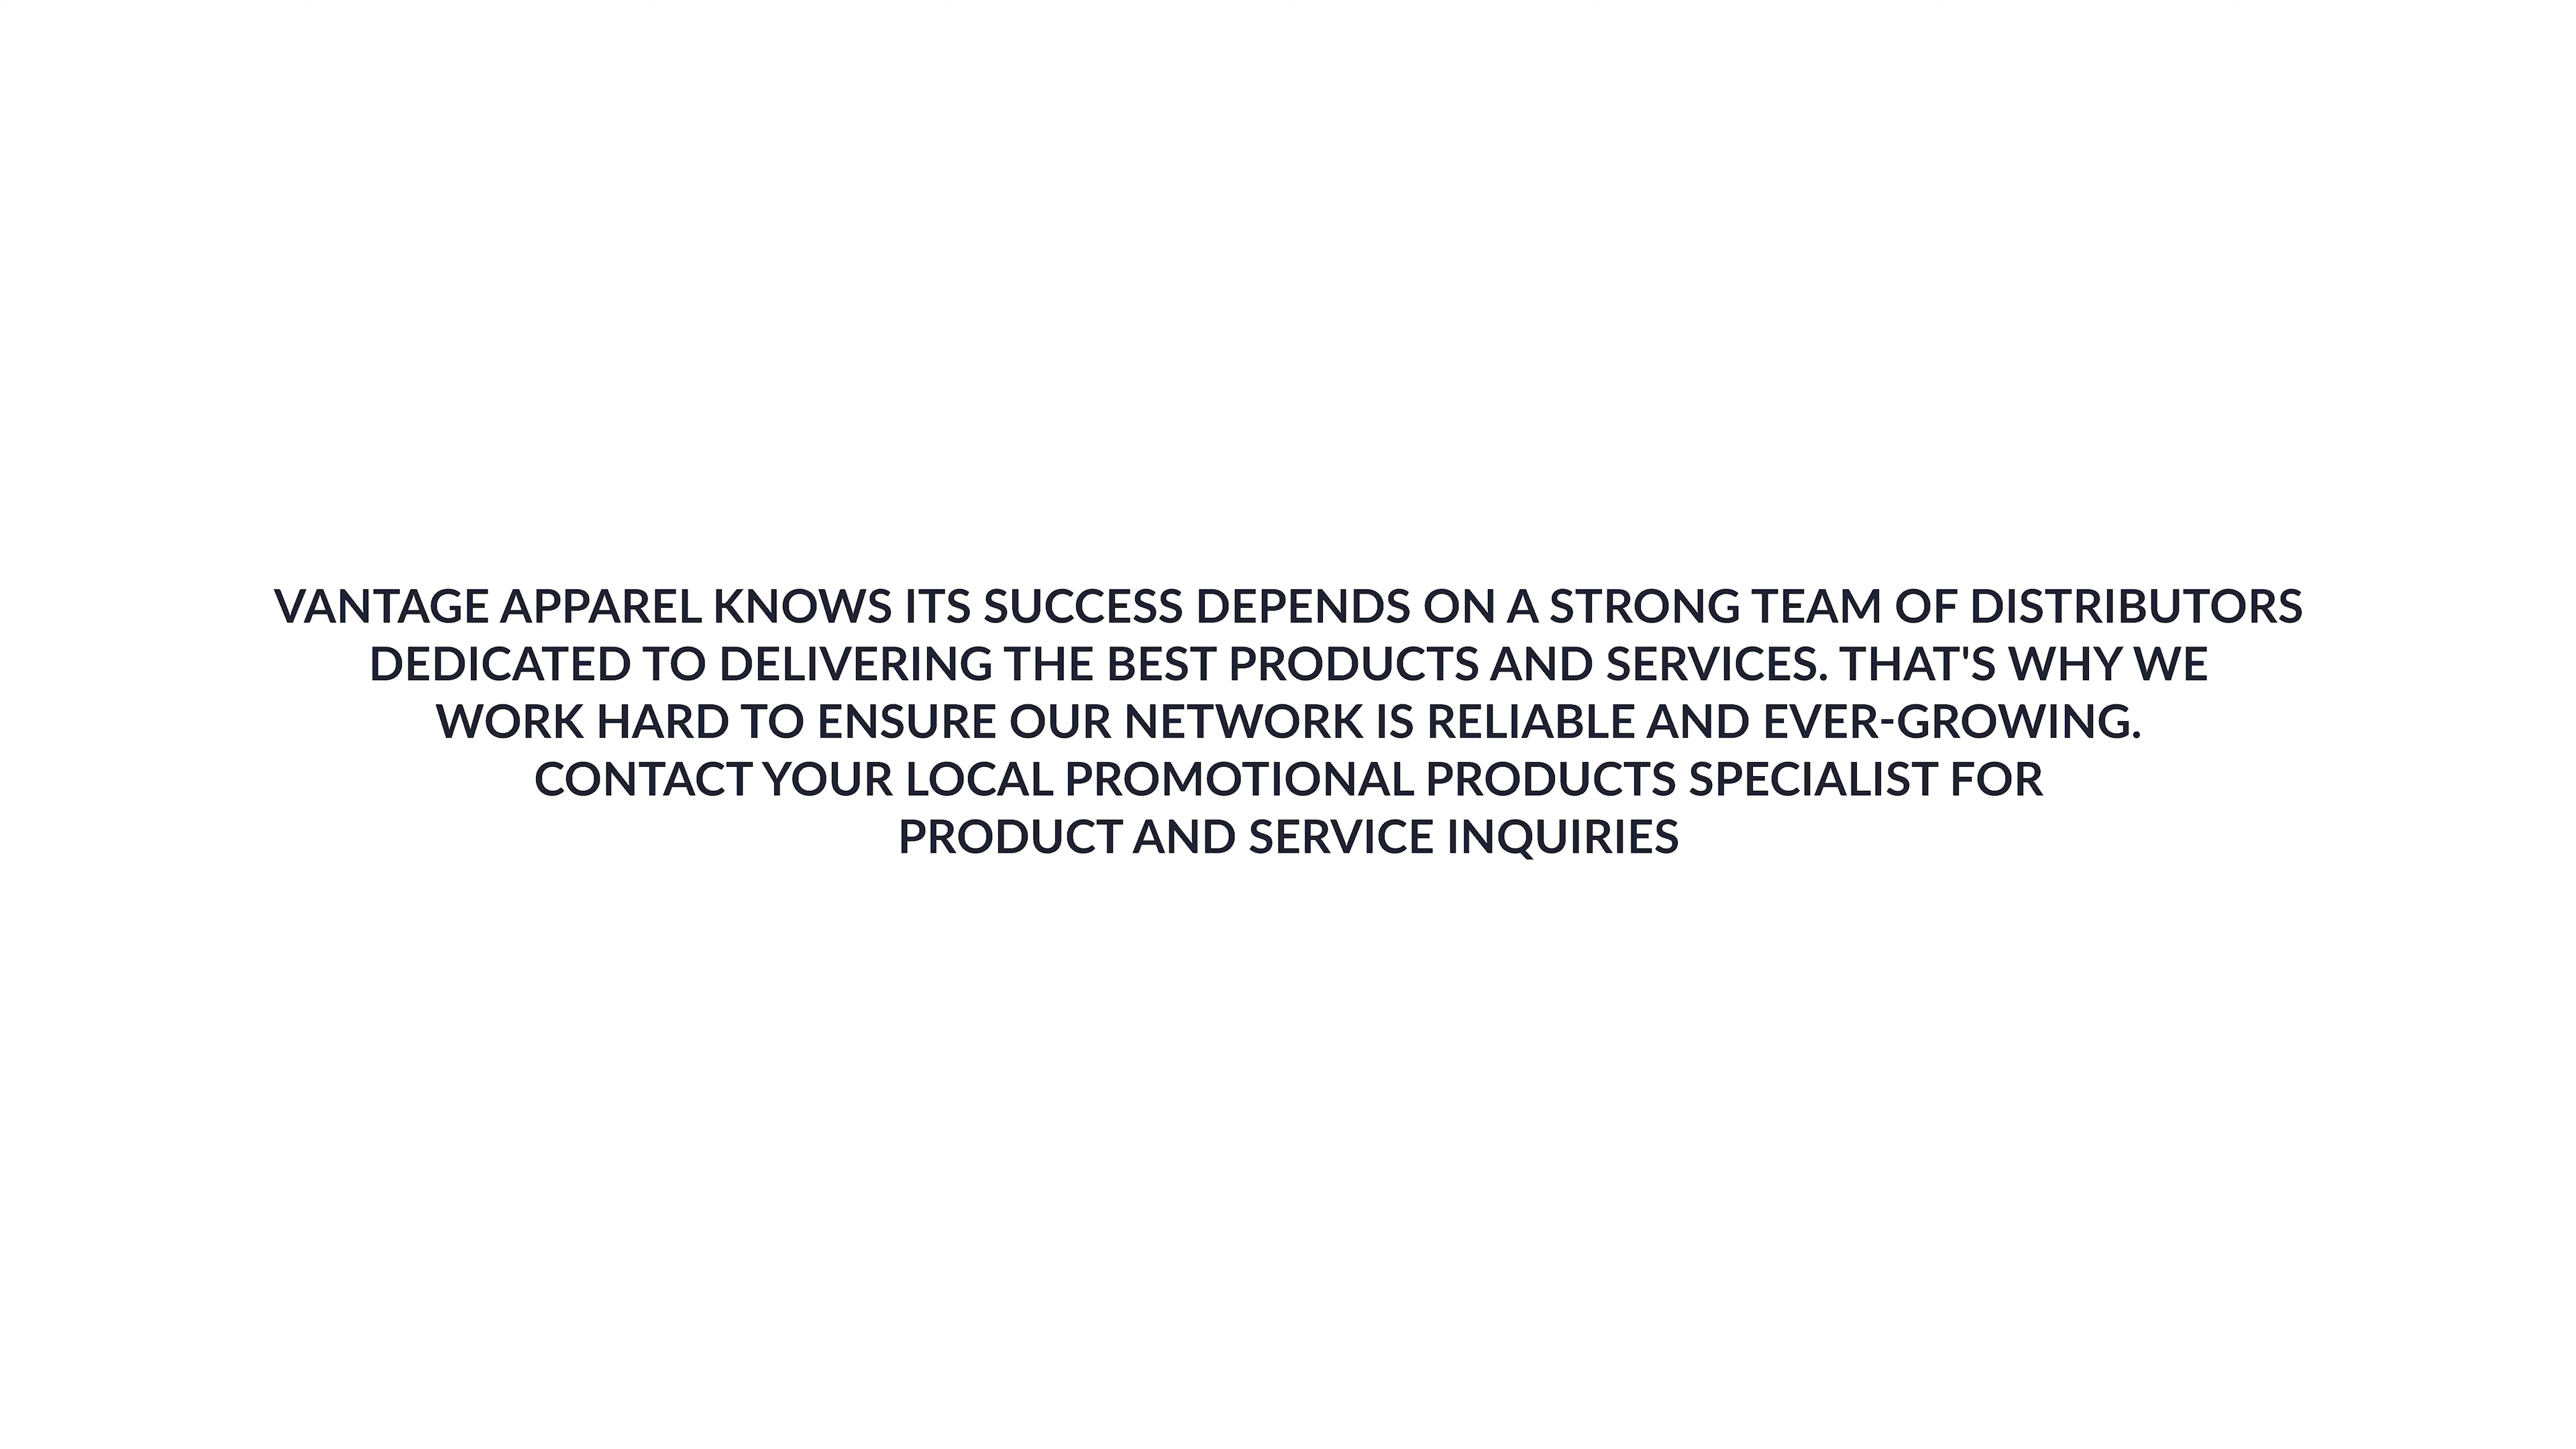 VANTAGE APPAREL KNOWS ITS SUCCESS DEPENDS ON A STRONG TEAM OF DISTRIBUTORS
DEDICATED TO DELIVERING THE BEST PRODUCTS AND SERVICES. THAT'S WHY WE
WORK HARD TO ENSURE OUR NETWORK IS RELIABLE AND EVER-GROWING.
CONTACT YOUR LOCAL PROMOTIONAL PRODUCTS SPECIALIST FOR
PRODUCT AND SERVICE INQUIRIES